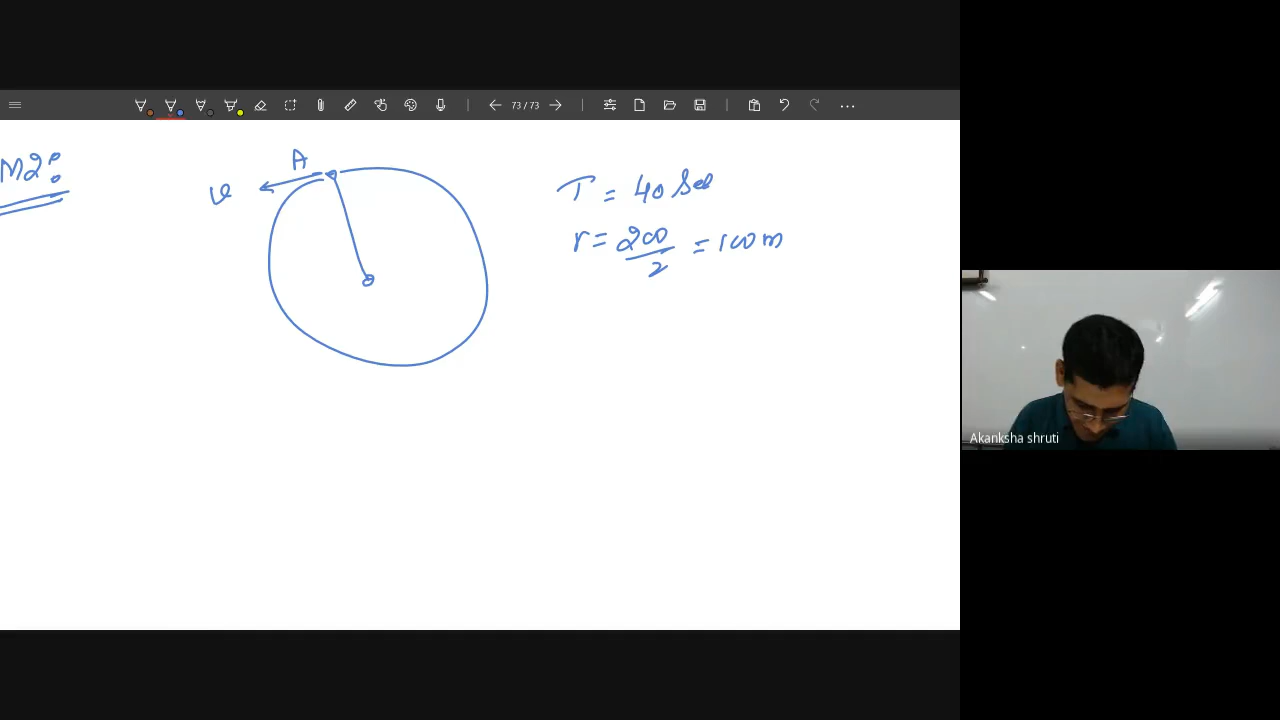 73 / 73
M2:
A
v
T = 40 Sec
r = 200/2 = 100 m
Akanksha shruti